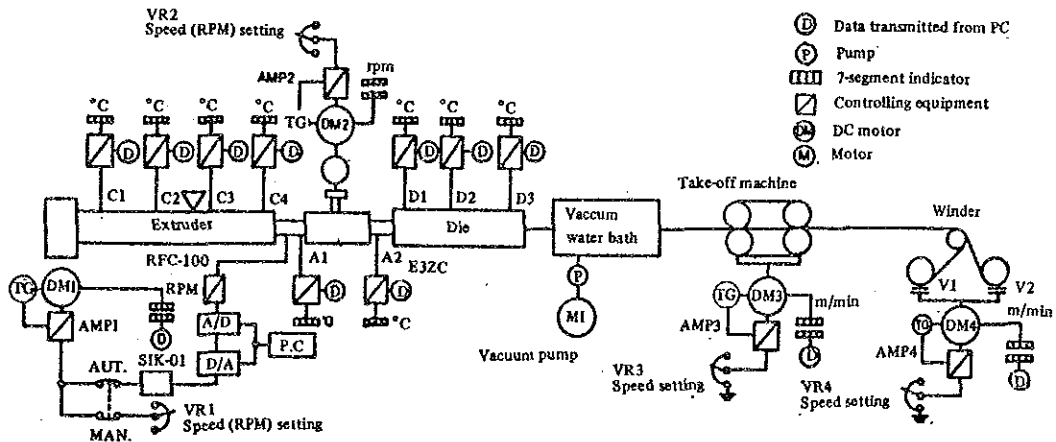 VR2
Speed (RPM) setting
AMP2
rpm
TG
DM2
D Data transmitted from PC
P Pump
7-segment indicator
Controlling equipment
DM DC motor
M Motor
°C °C °C °C
D D D D
C1 C2 C3 C4
°C °C °C
D D D
D1 D2 D3
Extruder
Die
Vaccum
water bath
Take-off machine
Winder
RFC-100
RPM
A1
D
A2
D
°C
E3ZC
TG
DM1
AMP1
D
SIK-01
A/D
D/A
P.C
AUT.
MAN.
VR1
Speed (RPM) setting
P
M1
Vacuum pump
TG
DM3
m/min
AMP3
D
VR3
Speed setting
V1
V2
m/min
TG
DM4
AMP4
D
VR4
Speed setting